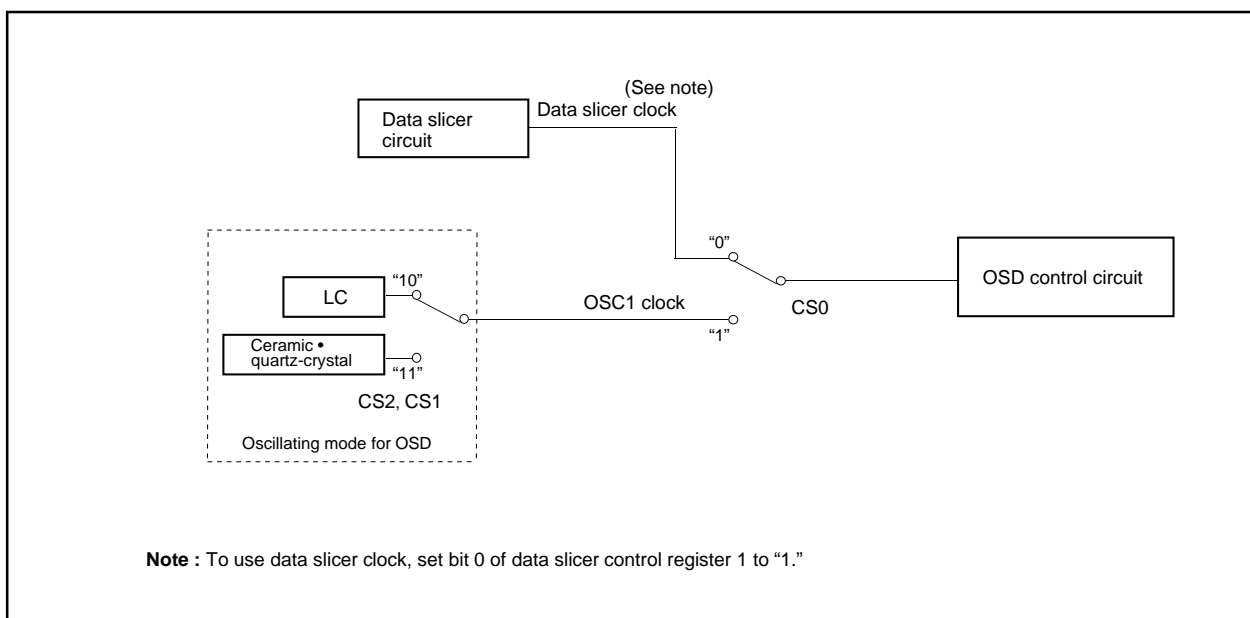 (See note)
Data slicer clock
Data slicer
circuit
“0”
OSD control circuit
“10”
LC
OSC1 clock
CS0
“1”
Ceramic •
quartz-crystal
“11”
CS2, CS1
Oscillating mode for OSD
Note : To use data slicer clock, set bit 0 of data slicer control register 1 to “1.”